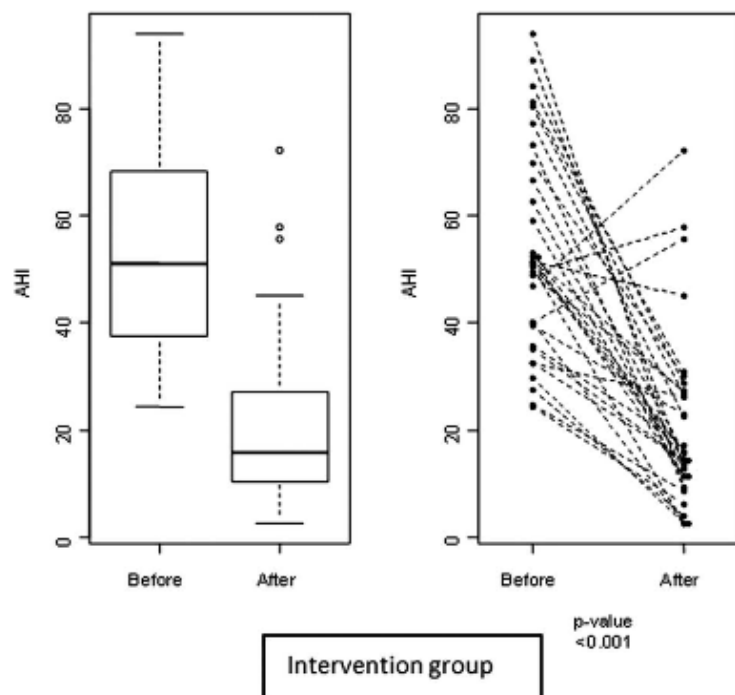 AHI
80
60
40
20
0
Before
After
AHI
80
60
40
20
0
Before
After
p-value
<0.001
Intervention group